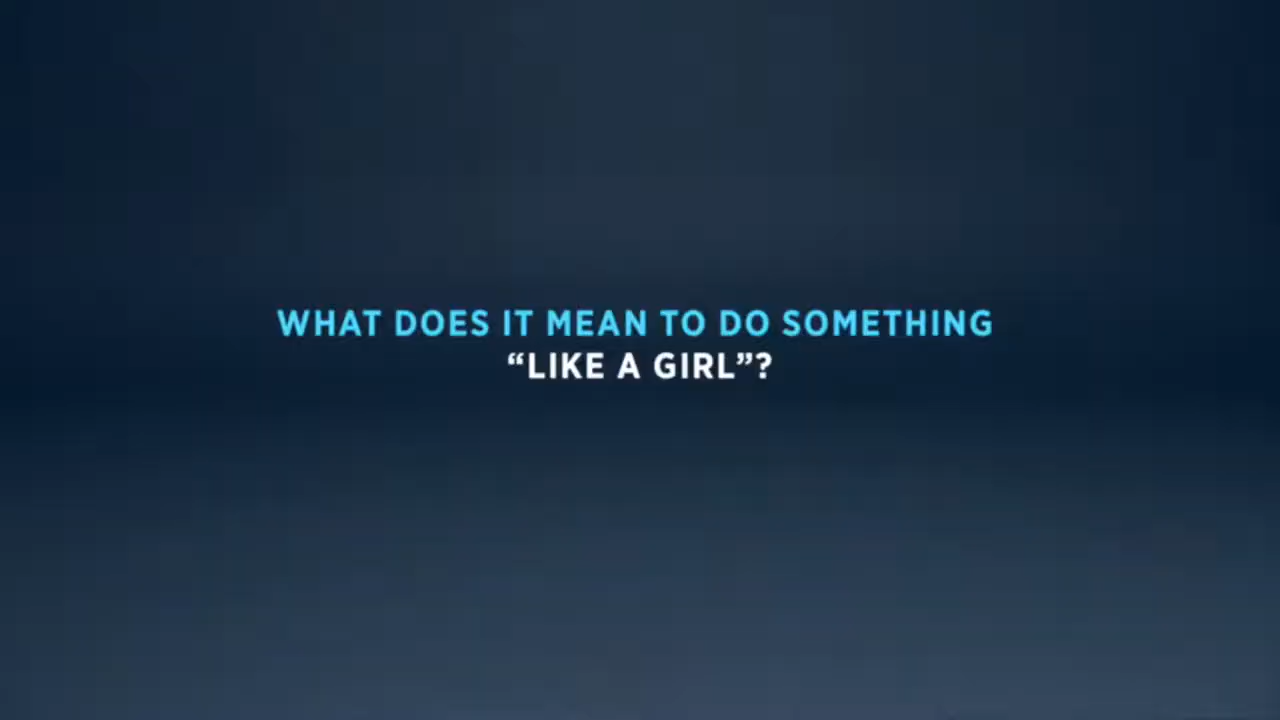 WHAT DOES IT MEAN TO DO SOMETHING
“LIKE A GIRL”?